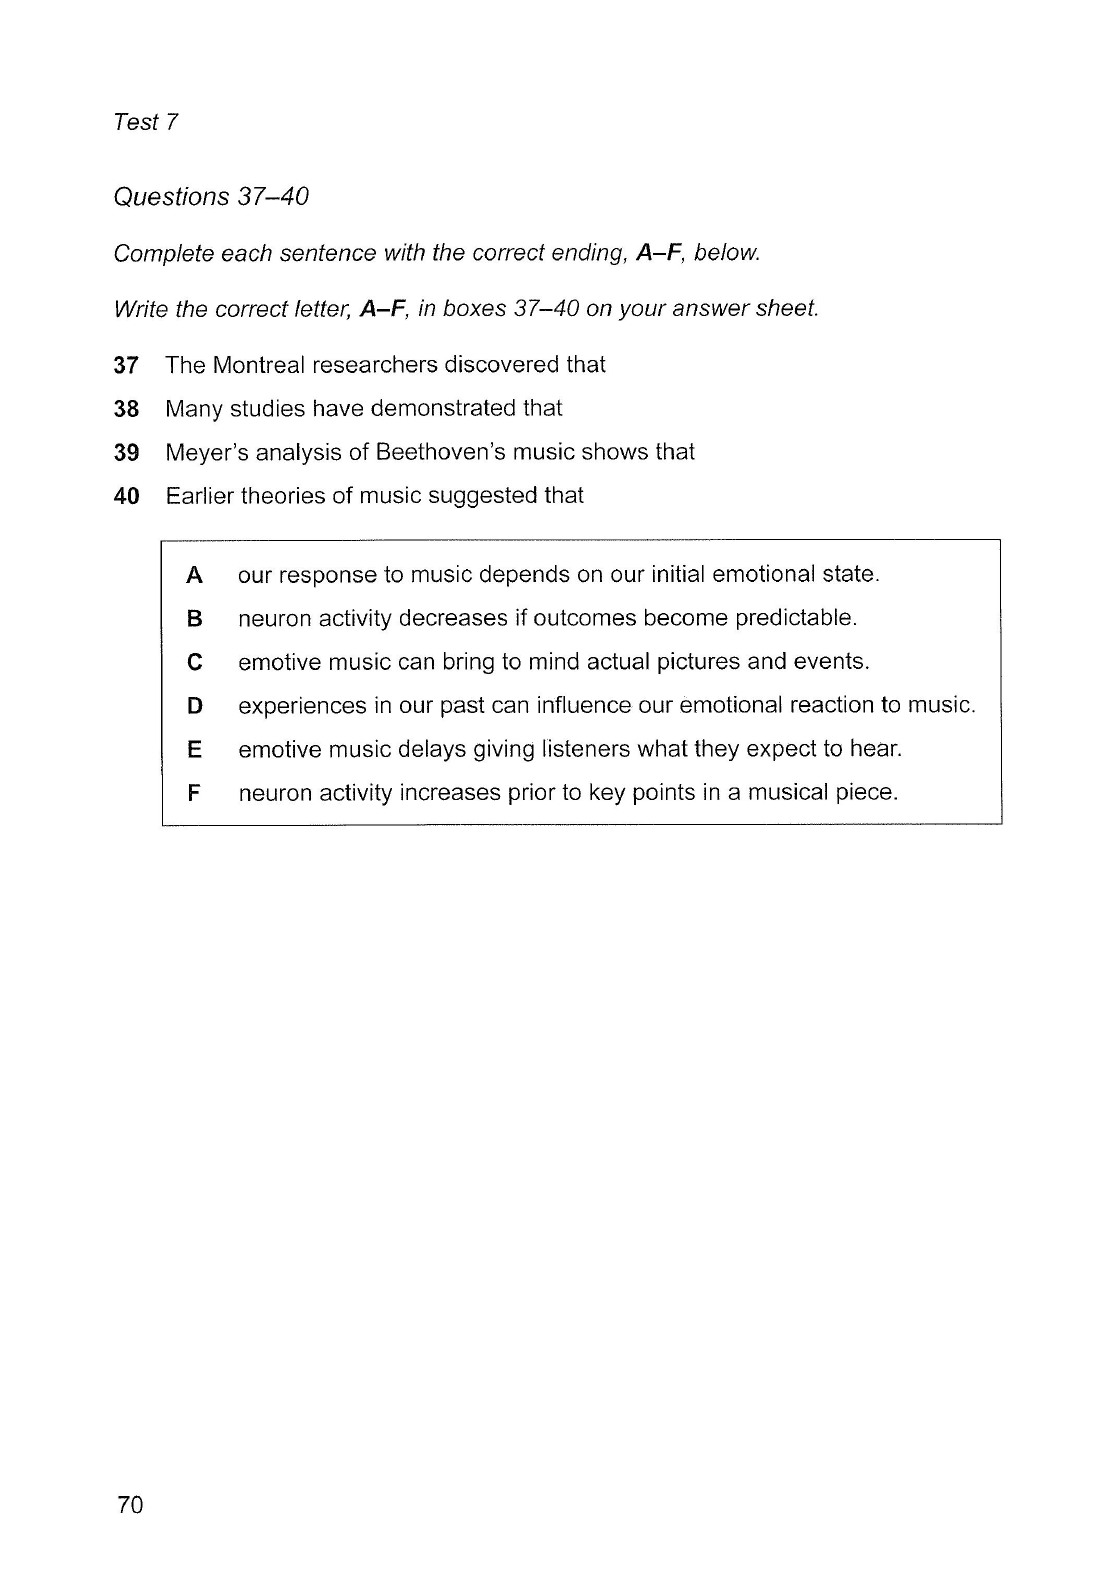 Test 7
Questions 37–40
Complete each sentence with the correct ending, A–F, below.
Write the correct letter, A–F, in boxes 37–40 on your answer sheet.
37 The Montreal researchers discovered that
38 Many studies have demonstrated that
39 Meyer's analysis of Beethoven's music shows that
40 Earlier theories of music suggested that
A our response to music depends on our initial emotional state.
B neuron activity decreases if outcomes become predictable.
C emotive music can bring to mind actual pictures and events.
D experiences in our past can influence our emotional reaction to music.
E emotive music delays giving listeners what they expect to hear.
F neuron activity increases prior to key points in a musical piece.
70